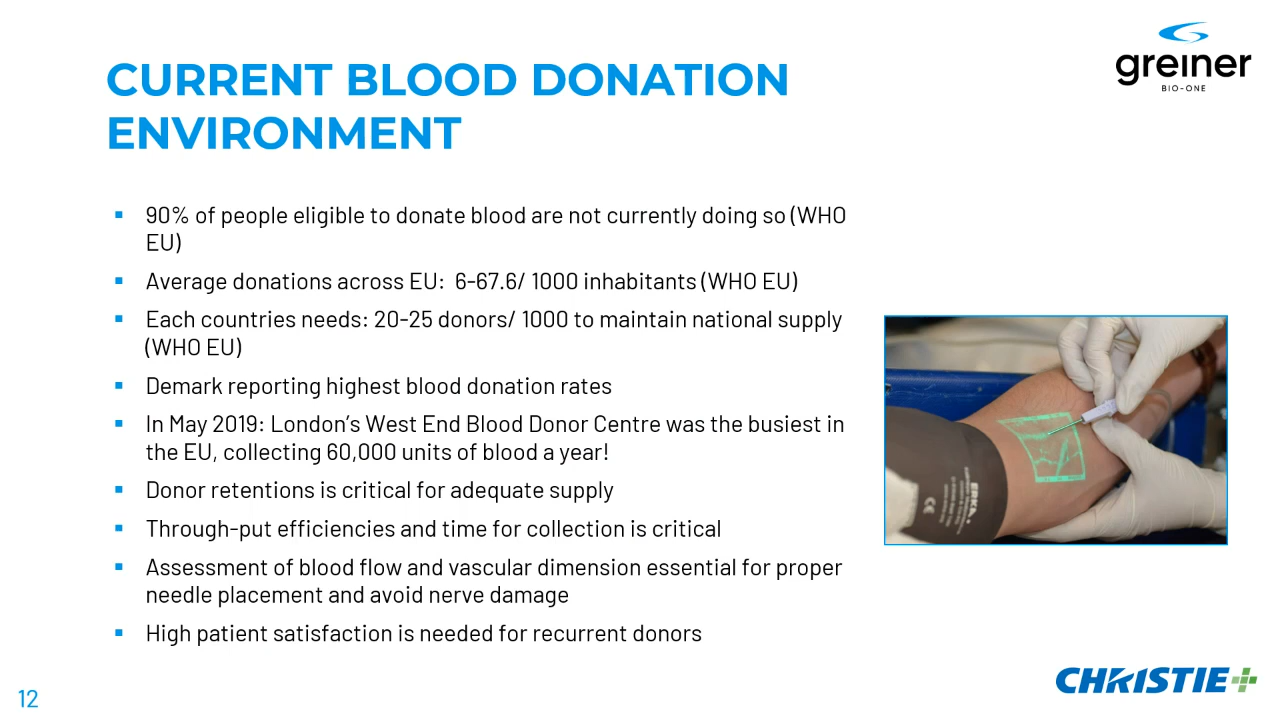 CURRENT BLOOD DONATION
ENVIRONMENT
greiner
BIO-ONE
▪ 90% of people eligible to donate blood are not currently doing so (WHO
EU)
▪ Average donations across EU:  6-67.6/ 1000 inhabitants (WHO EU)
▪ Each countries needs: 20-25 donors/ 1000 to maintain national supply
(WHO EU)
▪ Demark reporting highest blood donation rates
▪ In May 2019: London’s West End Blood Donor Centre was the busiest in
the EU, collecting 60,000 units of blood a year!
▪ Donor retentions is critical for adequate supply
▪ Through-put efficiencies and time for collection is critical
▪ Assessment of blood flow and vascular dimension essential for proper
needle placement and avoid nerve damage
▪ High patient satisfaction is needed for recurrent donors
ERKA.
CE
CHRISTIE+
12